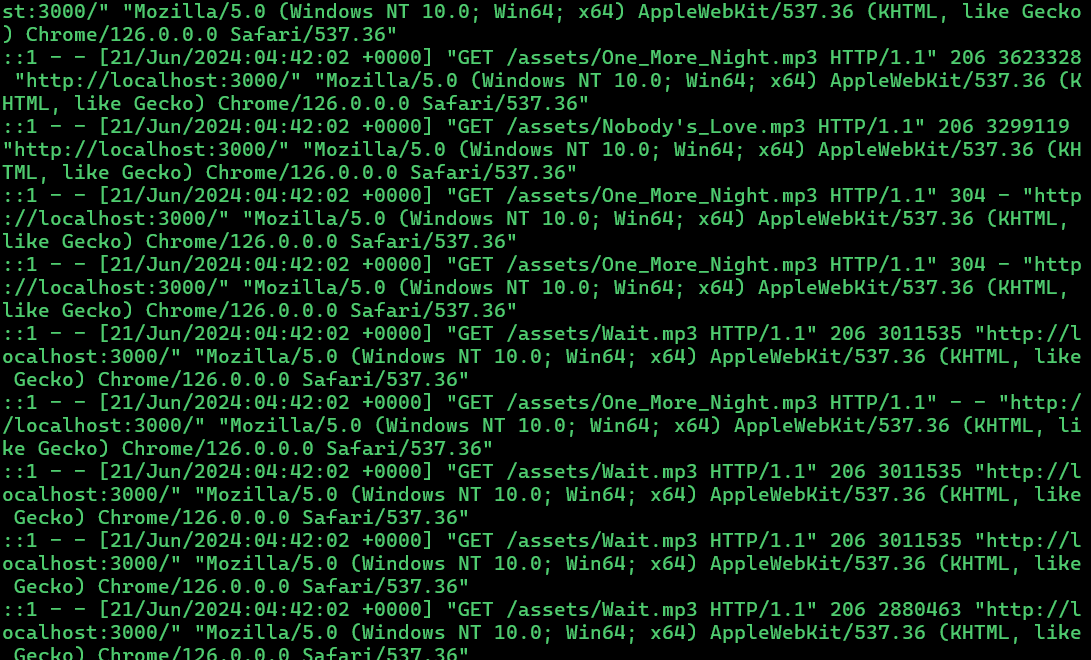 st:3000/" "Mozilla/5.0 (Windows NT 10.0; Win64; x64) AppleWebKit/537.36 (KHTML, like Gecko
) Chrome/126.0.0.0 Safari/537.36"
::1 - - [21/Jun/2024:04:42:02 +0000] "GET /assets/One_More_Night.mp3 HTTP/1.1" 206 3623328
 "http://localhost:3000/" "Mozilla/5.0 (Windows NT 10.0; Win64; x64) AppleWebKit/537.36 (K
HTML, like Gecko) Chrome/126.0.0.0 Safari/537.36"
::1 - - [21/Jun/2024:04:42:02 +0000] "GET /assets/Nobody's_Love.mp3 HTTP/1.1" 206 3299119
"http://localhost:3000/" "Mozilla/5.0 (Windows NT 10.0; Win64; x64) AppleWebKit/537.36 (KH
TML, like Gecko) Chrome/126.0.0.0 Safari/537.36"
::1 - - [21/Jun/2024:04:42:02 +0000] "GET /assets/One_More_Night.mp3 HTTP/1.1" 304 - "http
://localhost:3000/" "Mozilla/5.0 (Windows NT 10.0; Win64; x64) AppleWebKit/537.36 (KHTML,
like Gecko) Chrome/126.0.0.0 Safari/537.36"
::1 - - [21/Jun/2024:04:42:02 +0000] "GET /assets/One_More_Night.mp3 HTTP/1.1" 304 - "http
://localhost:3000/" "Mozilla/5.0 (Windows NT 10.0; Win64; x64) AppleWebKit/537.36 (KHTML,
like Gecko) Chrome/126.0.0.0 Safari/537.36"
::1 - - [21/Jun/2024:04:42:02 +0000] "GET /assets/Wait.mp3 HTTP/1.1" 206 3011535 "http://l
ocalhost:3000/" "Mozilla/5.0 (Windows NT 10.0; Win64; x64) AppleWebKit/537.36 (KHTML, like
 Gecko) Chrome/126.0.0.0 Safari/537.36"
::1 - - [21/Jun/2024:04:42:02 +0000] "GET /assets/One_More_Night.mp3 HTTP/1.1" - - "http:/
/localhost:3000/" "Mozilla/5.0 (Windows NT 10.0; Win64; x64) AppleWebKit/537.36 (KHTML, li
ke Gecko) Chrome/126.0.0.0 Safari/537.36"
::1 - - [21/Jun/2024:04:42:02 +0000] "GET /assets/Wait.mp3 HTTP/1.1" 206 3011535 "http://l
ocalhost:3000/" "Mozilla/5.0 (Windows NT 10.0; Win64; x64) AppleWebKit/537.36 (KHTML, like
 Gecko) Chrome/126.0.0.0 Safari/537.36"
::1 - - [21/Jun/2024:04:42:02 +0000] "GET /assets/Wait.mp3 HTTP/1.1" 206 3011535 "http://l
ocalhost:3000/" "Mozilla/5.0 (Windows NT 10.0; Win64; x64) AppleWebKit/537.36 (KHTML, like
 Gecko) Chrome/126.0.0.0 Safari/537.36"
::1 - - [21/Jun/2024:04:42:02 +0000] "GET /assets/Wait.mp3 HTTP/1.1" 206 2880463 "http://l
ocalhost:3000/" "Mozilla/5.0 (Windows NT 10.0; Win64; x64) AppleWebKit/537.36 (KHTML, like
 Gecko) Chrome/126.0.0.0 Safari/537.36"